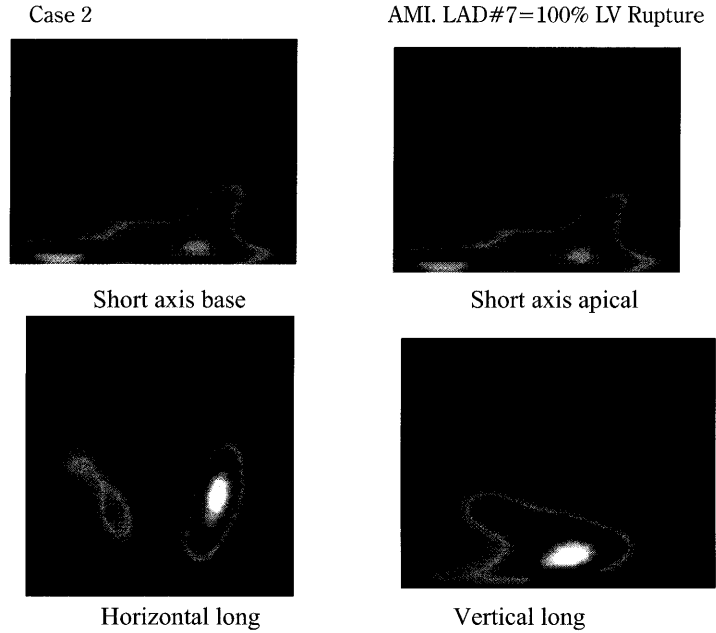 Case 2
AMI. LAD#7=100% LV Rupture
Short axis base
Short axis apical
Horizontal long
Vertical long